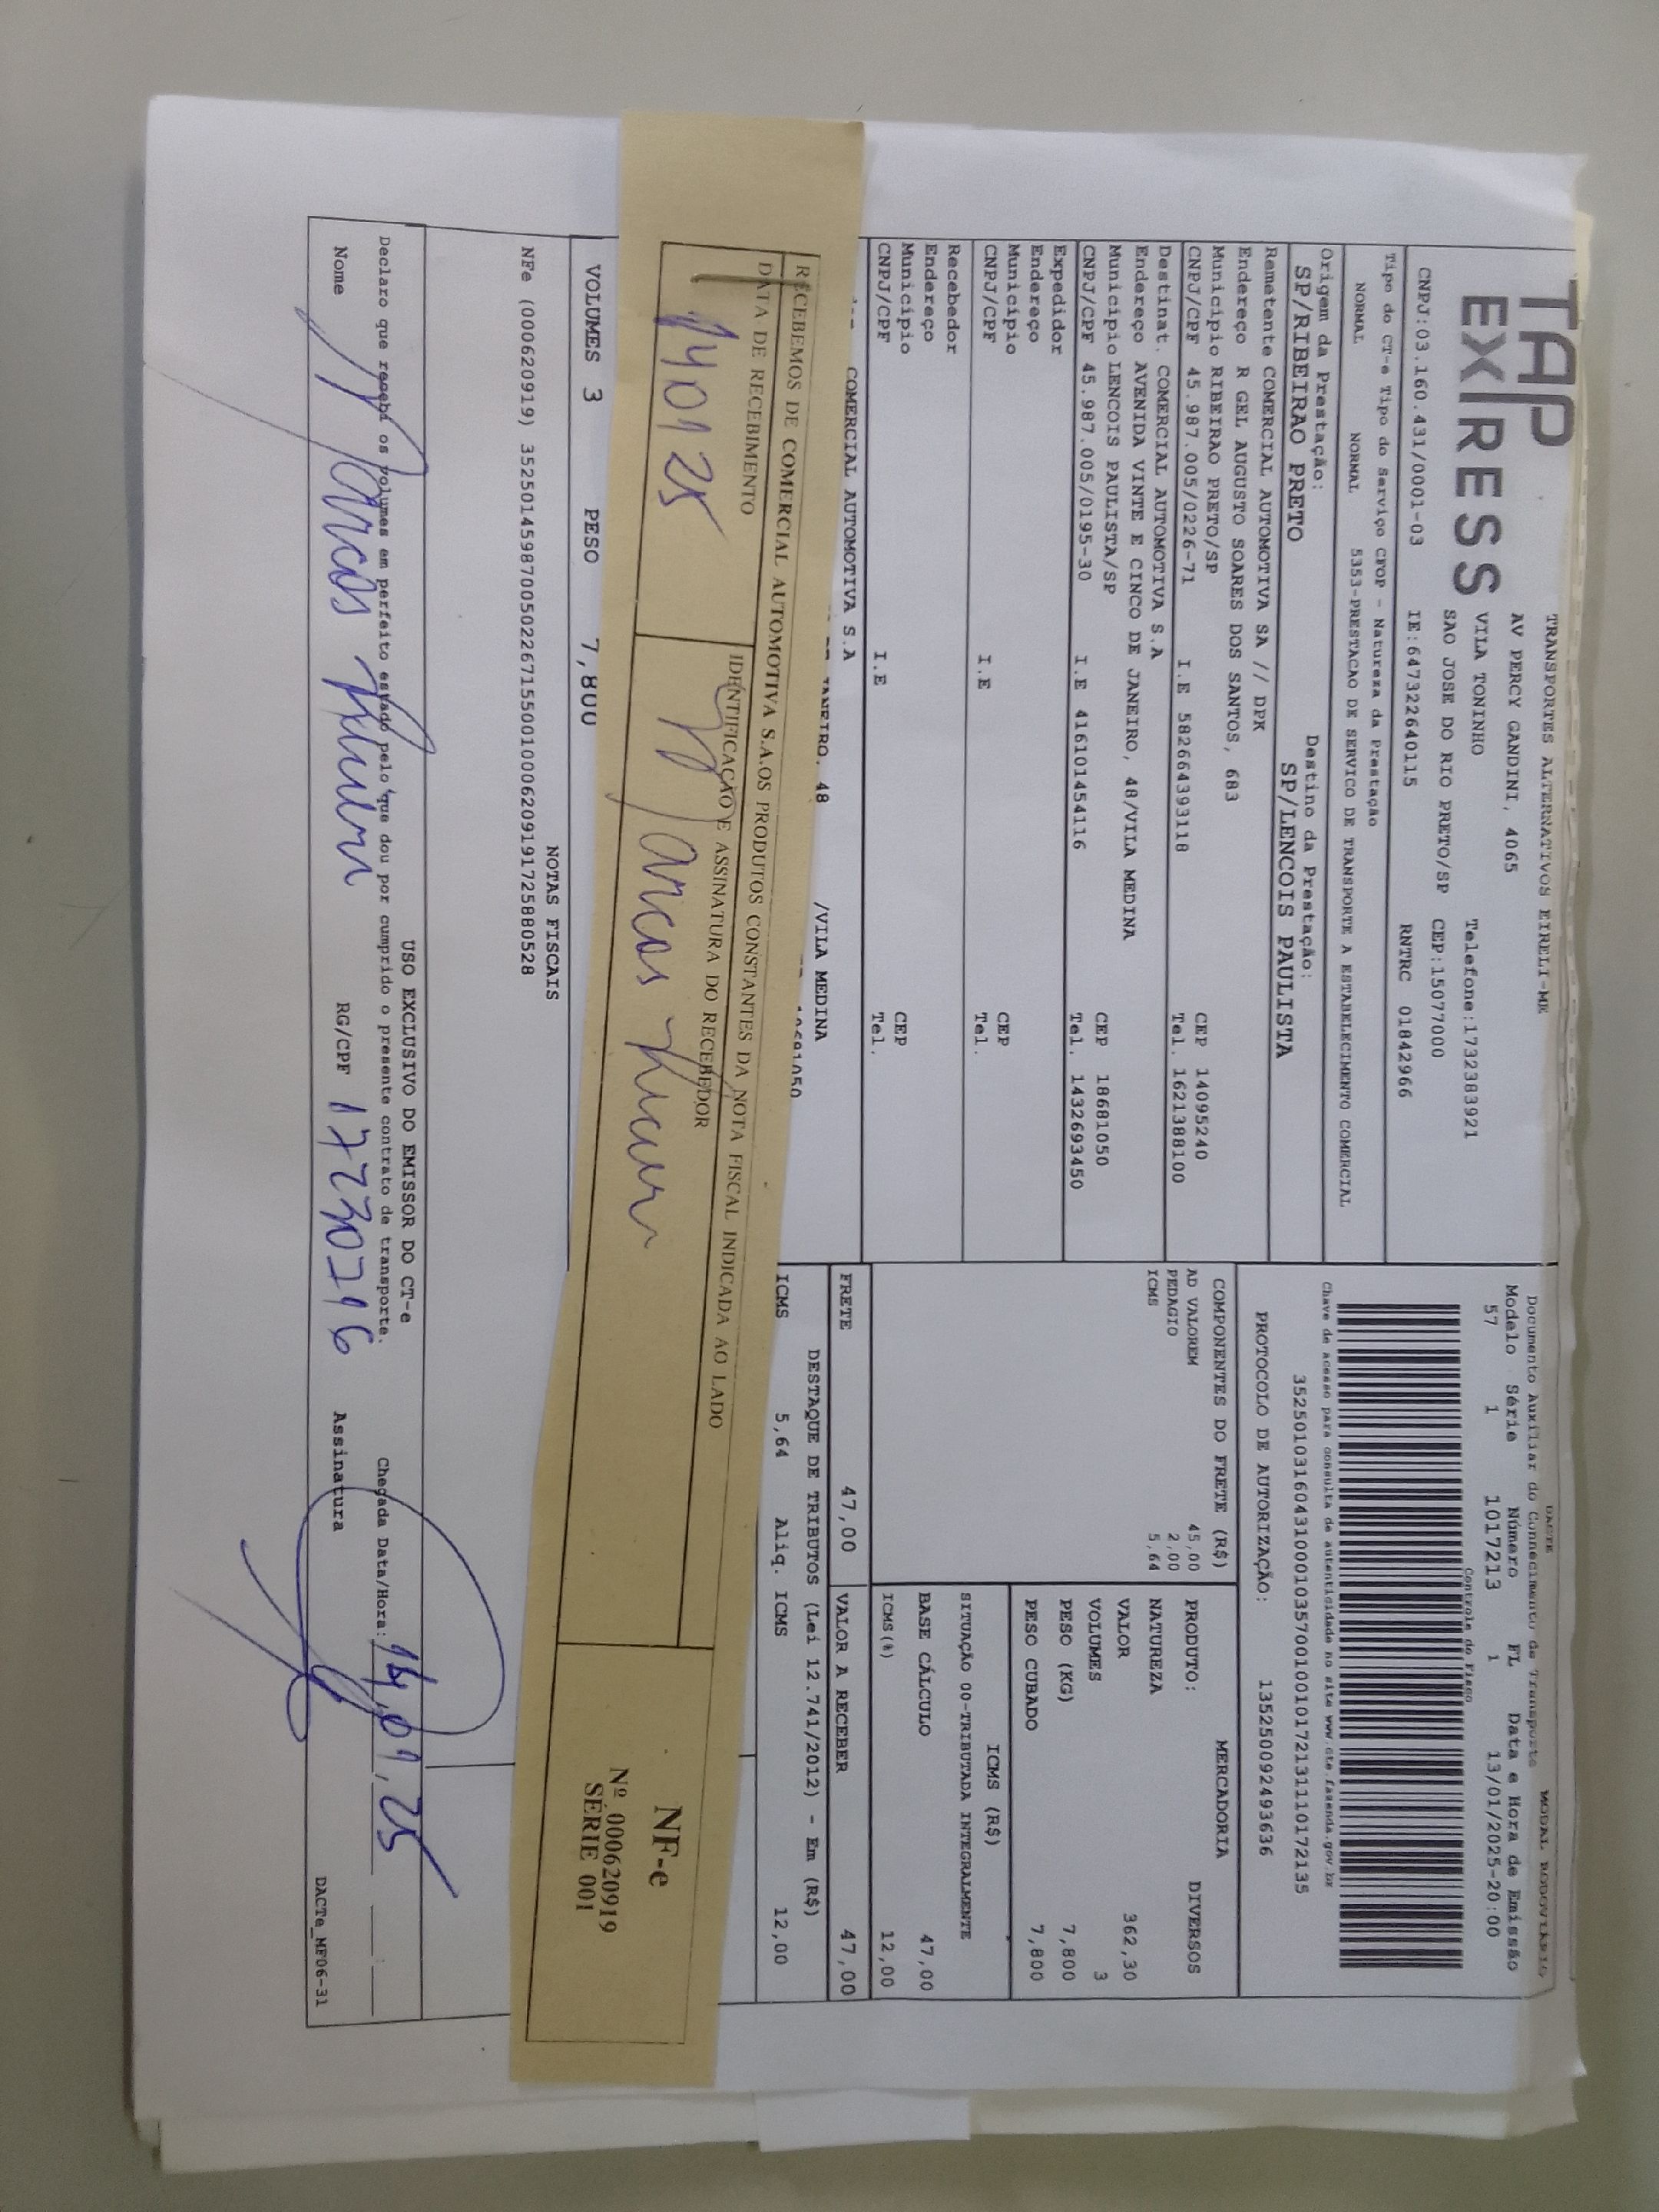 TAP
EXPRESS
TRANSPORTES ALTERNATIVOS EIRELI-ME
AV PERCY GANDINI, 4065
VILA TONINHO Telefone:1732383921
SAO JOSE DO RIO PRETO/SP CEP:15077000
CNPJ:03.160.431/0001-03 IE:647322640115 RNTRC 01842966
Tipo do CT-e Tipo do Serviço CFOP - Natureza da Prestação
NORMAL NORMAL 5353-PRESTACAO DE SERVICO DE TRANSPORTE A ESTABELECIMENTO COMERCIAL
Origem da Prestação: Destino da Prestação:
SP/RIBEIRAO PRETO SP/LENCOIS PAULISTA
Remetente COMERCIAL AUTOMOTIVA SA // DPK
Endereço R GEL AUGUSTO SOARES DOS SANTOS, 683
Município RIBEIRAO PRETO/SP CEP 14095240
CNPJ/CPF 45.987.005/0226-71 I.E 582664393118 Tel. 1621388100
Destinat. COMERCIAL AUTOMOTIVA S.A
Endereço AVENIDA VINTE E CINCO DE JANEIRO, 48/VILA MEDINA
Município LENCOIS PAULISTA/SP CEP 18681050
CNPJ/CPF 45.987.005/0195-30 I.E 416101454116 Tel. 1432693450
Expedidor
Endereço
Município CEP
CNPJ/CPF I.E Tel.
Recebedor
Endereço
Município CEP
CNPJ/CPF I.E Tel.
COMERCIAL AUTOMOTIVA S.A
JANEIRO, 48 /VILA MEDINA
DACTE MODAL RODOVIÁRIO
Documento Auxiliar do Conhecimento de Transporte
Modelo Série Número FL Data e Hora de Emissão
57 1 1017213 1 13/01/2025-20:00
Controle do Fisco
Chave de acesso para consulta de autenticidade no site www.cte.fazenda.gov.br
35250103160431000103570010010172131110172135
PROTOCOLO DE AUTORIZAÇÃO: 135250092493636
COMPONENTES DO FRETE (R$)
AD VALOREM 45,00
PEDAGIO 2,00
ICMS 5,64
MERCADORIA
PRODUTO: DIVERSOS
NATUREZA
VALOR 362,30
VOLUMES 3
PESO (KG) 7,800
PESO CUBADO 7,800
ICMS (R$)
SITUAÇÃO 00-TRIBUTADA INTEGRALMENTE
BASE CÁLCULO 47,00
ICMS(%) 12,00
FRETE 47,00 VALOR A RECEBER 47,00
DESTAQUE DE TRIBUTOS (Lei 12.741/2012) - Em (R$)
ICMS 5,64 Aliq. ICMS 12,00
RECEBEMOS DE COMERCIAL AUTOMOTIVA S.A.OS PRODUTOS CONSTANTES DA NOTA FISCAL INDICADA AO LADO
DATA DE RECEBIMENTO IDENTIFICAÇÃO E ASSINATURA DO RECEBEDOR
140125 Marcos
NF-e
Nº 000620919
SÉRIE 001
VOLUMES 3 PESO 7,800
NOTAS FISCAIS
NFe (000620919) 35250145987005022671550010006209191725880528
USO EXCLUSIVO DO EMISSOR DO CT-e
Declaro que recebi os volumes em perfeito estado pelo que dou por cumprido o presente contrato de transporte.
Chegada Data/Hora: 14,01,25
Nome Marcos RG/CPF 17230716 Assinatura
DACTe_MF06-31